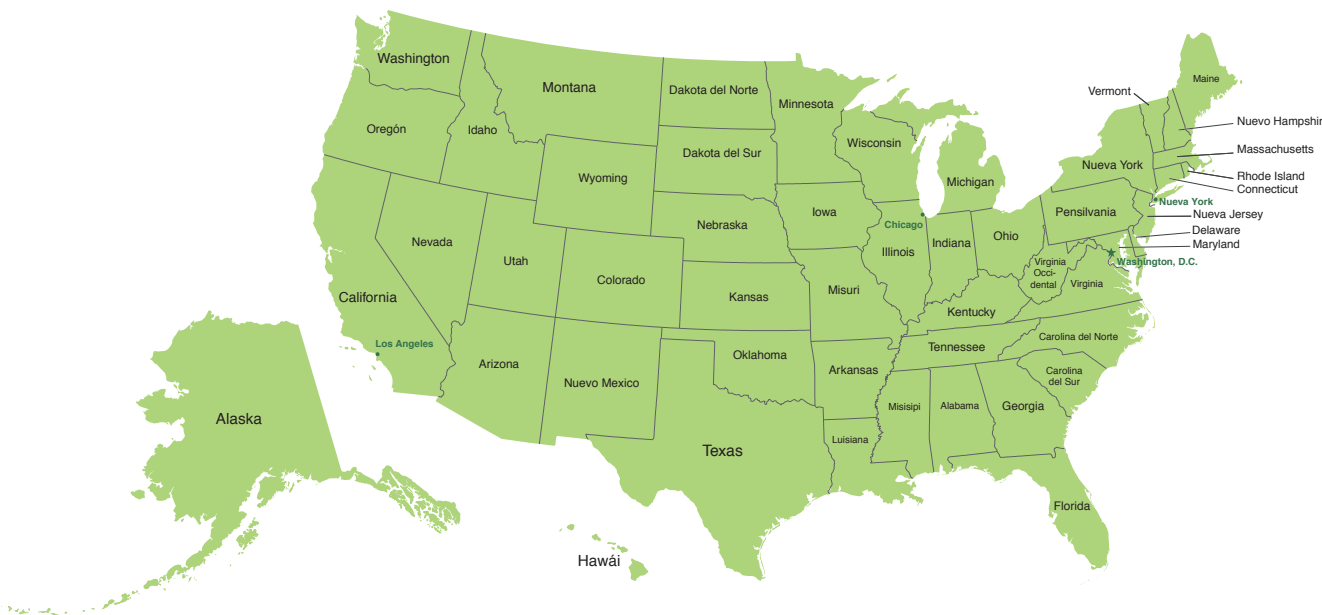 Washington
Montana
Dakota del Norte
Minnesota
Maine
Vermont
Oregón
Idaho
Wisconsin
Nuevo Hampshir
Massachusetts
Dakota del Sur
Nueva York
Michigan
Wyoming
Rhode Island
Connecticut
Nueva York
Iowa
Pensilvania
Nueva Jersey
Nebraska
Chicago
Delaware
Nevada
Ohio
Indiana
Maryland
Illinois
Utah
Washington, D.C.
Virginia
Occi-
dental
Colorado
Virginia
Misuri
California
Kansas
Kentucky
Carolina del Norte
Los Angeles
Tennessee
Oklahoma
Arizona
Arkansas
Carolina
del Sur
Nuevo Mexico
Misisipi
Alabama
Georgia
Alaska
Luisiana
Texas
Florida
Hawái